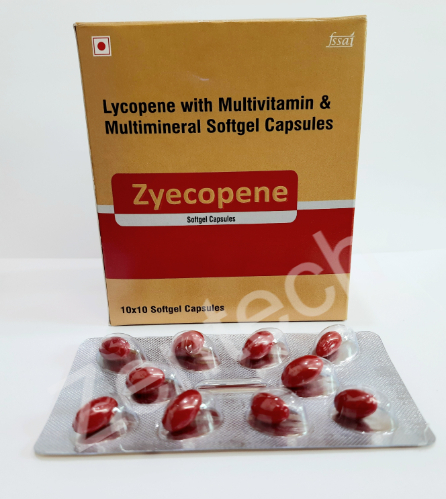 fssai
Lycopene with Multivitamin &
Multimineral Softgel Capsules
Zyecopene
Softgel Capsules
10x10 Softgel Capsules